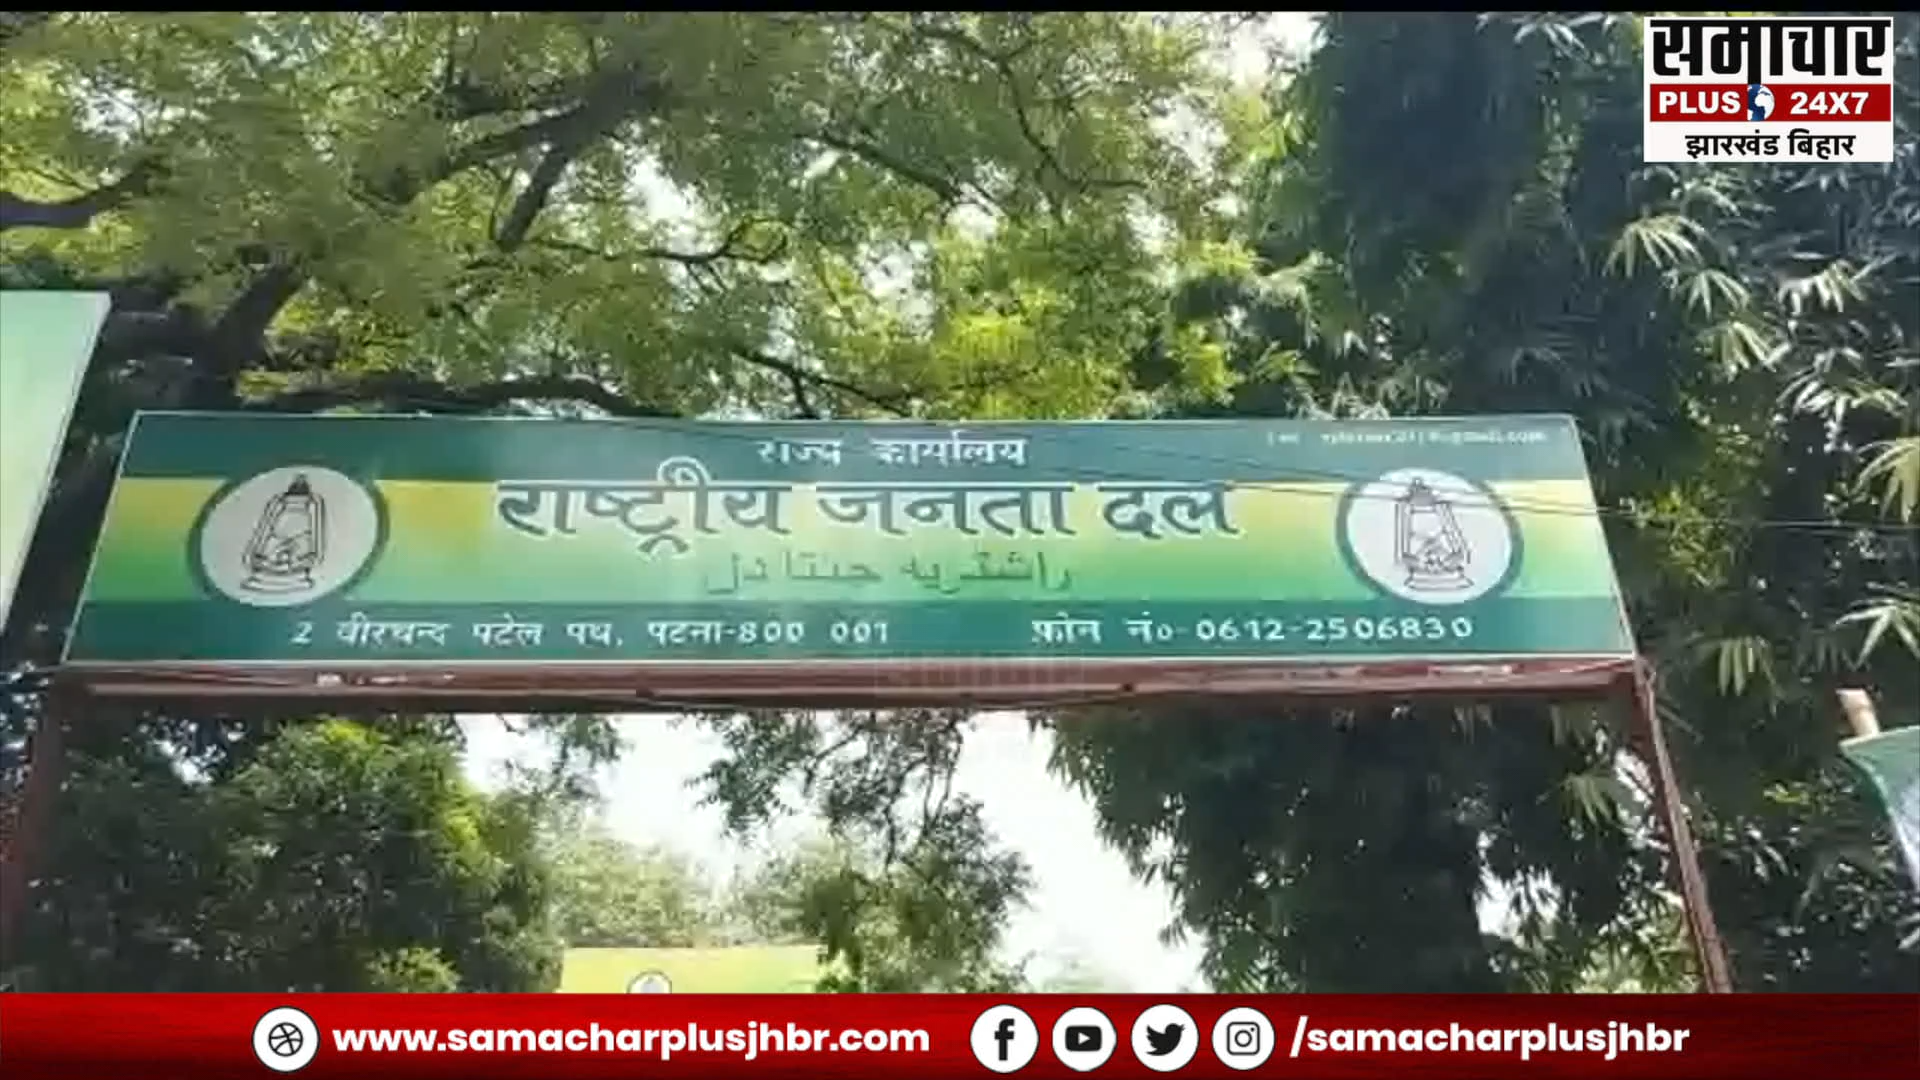 समाचार
PLUS 24X7
झारखंड बिहार
राज्य कार्यालय
राष्ट्रीय जनता दल
راشٹریہ جنتا دل
2 वीरचन्द पटेल पथ, पटना-800 001 फ़ोन नं०-0612-2506830
www.samacharplusjhbr.com /samacharplusjhbr